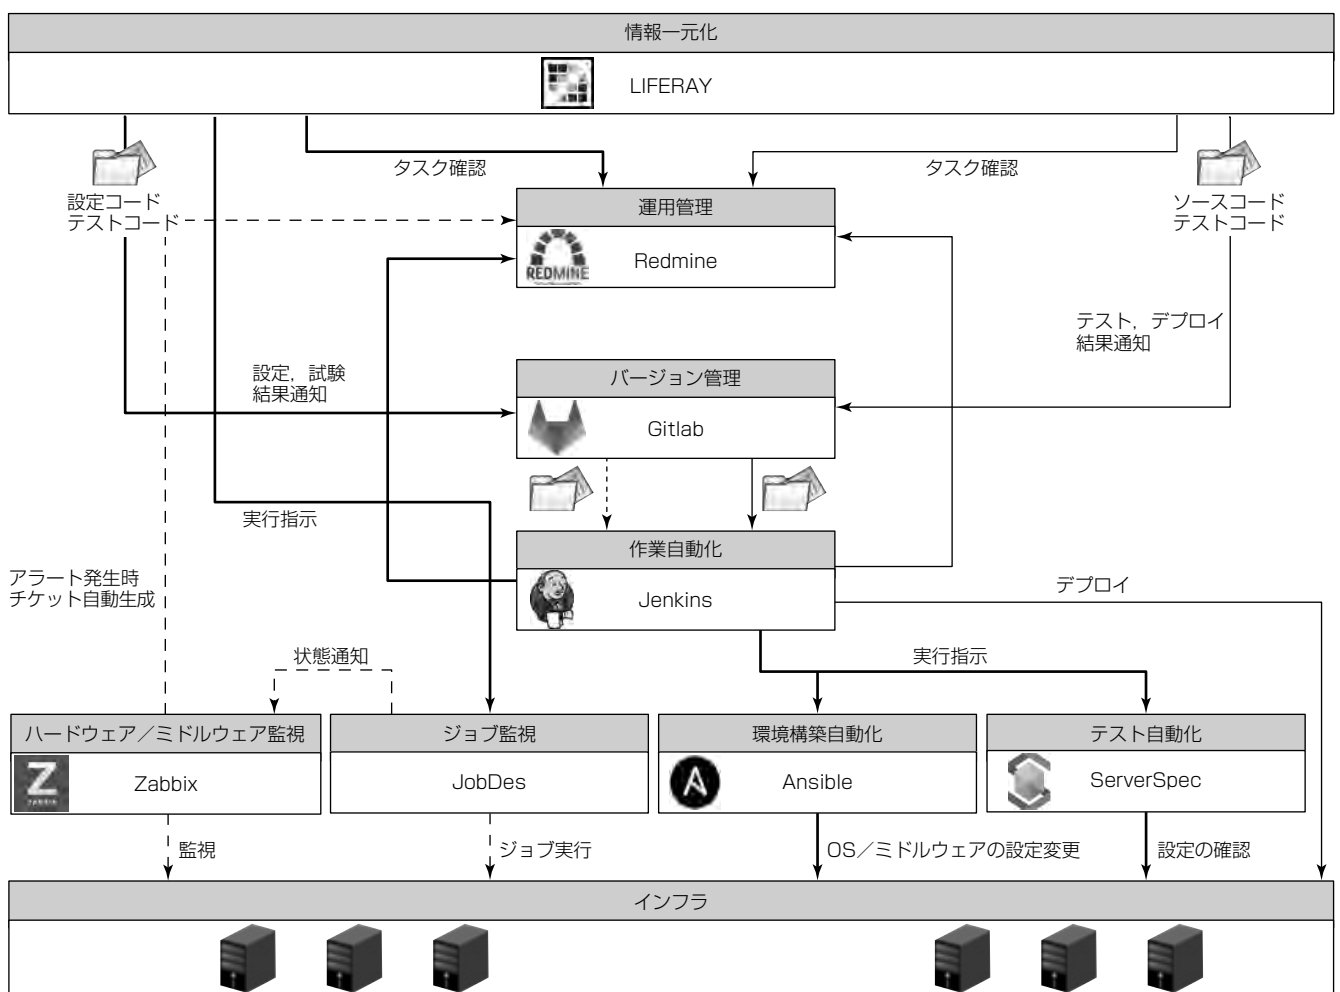 情報一元化
LIFERAY
タスク確認
タスク確認
設定コード
テストコード
ソースコード
テストコード
運用管理
REDMINE
Redmine
テスト，デプロイ
結果通知
設定，試験
結果通知
バージョン管理
Gitlab
実行指示
作業自動化
Jenkins
アラート発生時
チケット自動生成
デプロイ
状態通知
実行指示
ハードウェア／ミドルウェア監視
Z
ZABBIX
Zabbix
ジョブ監視
JobDes
環境構築自動化
Ansible
テスト自動化
ServerSpec
監視
ジョブ実行
OS／ミドルウェアの設定変更
設定の確認
インフラ